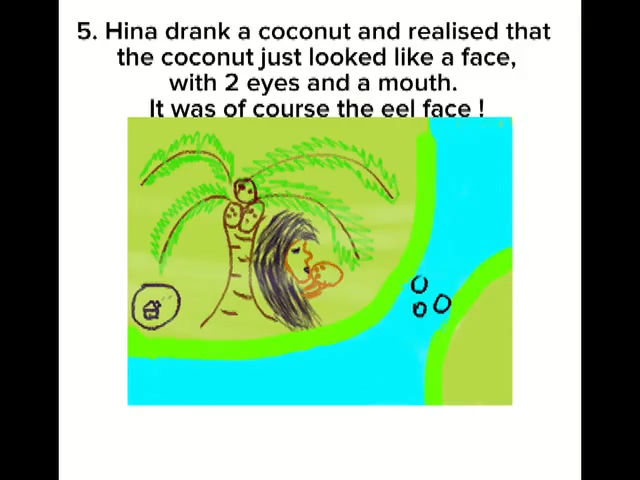 5. Hina drank a coconut and realised that
the coconut just looked like a face,
with 2 eyes and a mouth.
It was of course the eel face !